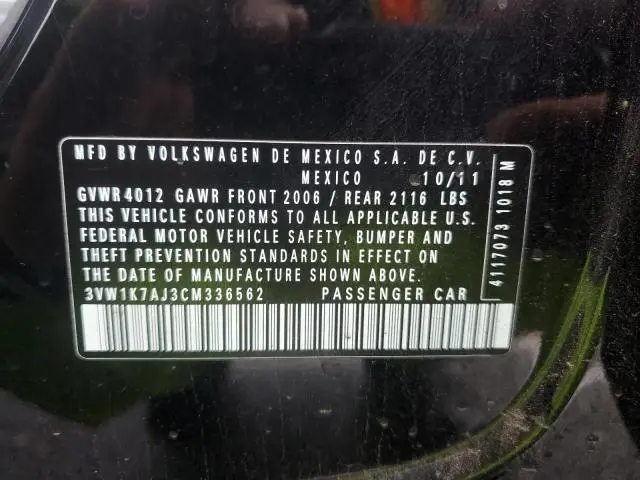 MFD BY VOLKSWAGEN DE MEXICO S.A. DE C.V.
MEXICO 10/11
GVWR 4012 GAWR FRONT 2006 / REAR 2116 LBS
THIS VEHICLE CONFORMS TO ALL APPLICABLE U.S.
FEDERAL MOTOR VEHICLE SAFETY, BUMPER AND
THEFT PREVENTION STANDARDS IN EFFECT ON
THE DATE OF MANUFACTURE SHOWN ABOVE.
3VW1K7AJ3CM336562 PASSENGER CAR
4117073 1018 M